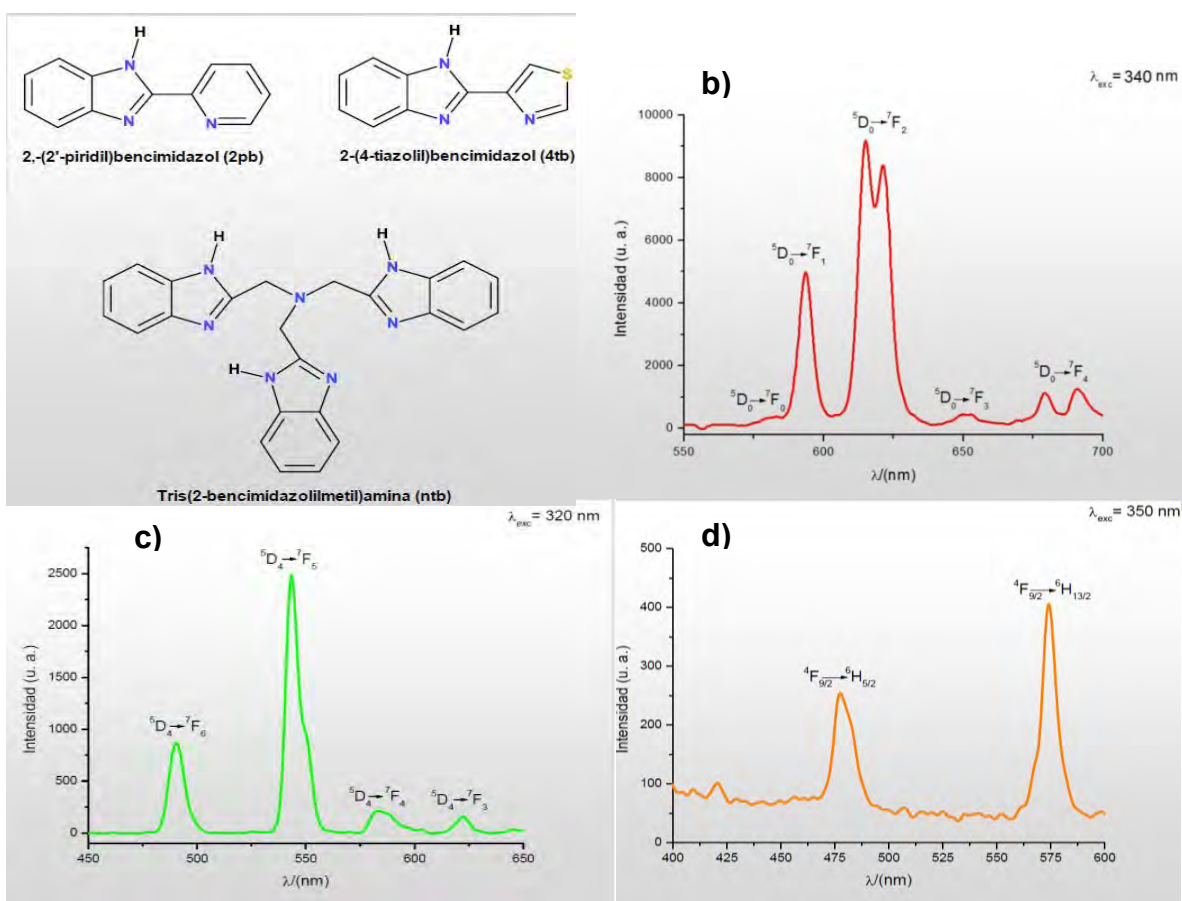 H
N
N
N
2,-(2'-piridil)bencimidazol (2pb)
H
N
N
N
S
2-(4-tiazolil)bencimidazol (4tb)
H
N
N
N
H
N
N
H
N
N
Tris(2-bencimidazolilmetil)amina (ntb)
b)
λexc= 340 nm
Intensidad (u. a.)
10000
8000
6000
4000
2000
0
⁵D₀→⁷F₀
⁵D₀→⁷F₁
⁵D₀→⁷F₂
⁵D₀→⁷F₃
⁵D₀→⁷F₄
550
600
650
700
λ/(nm)
c)
λexc= 320 nm
Intensidad (u. a.)
2500
2000
1500
1000
500
0
⁵D₄→⁷F₆
⁵D₄→⁷F₅
⁵D₄→⁷F₄
⁵D₄→⁷F₃
450
500
550
600
650
λ/(nm)
d)
λexc= 350 nm
Intensidad (u. a.)
500
400
300
200
100
0
⁴F₉/₂→⁶H₅/₂
⁴F₉/₂→⁶H₁₃/₂
400
425
450
475
500
525
550
575
600
λ/(nm)